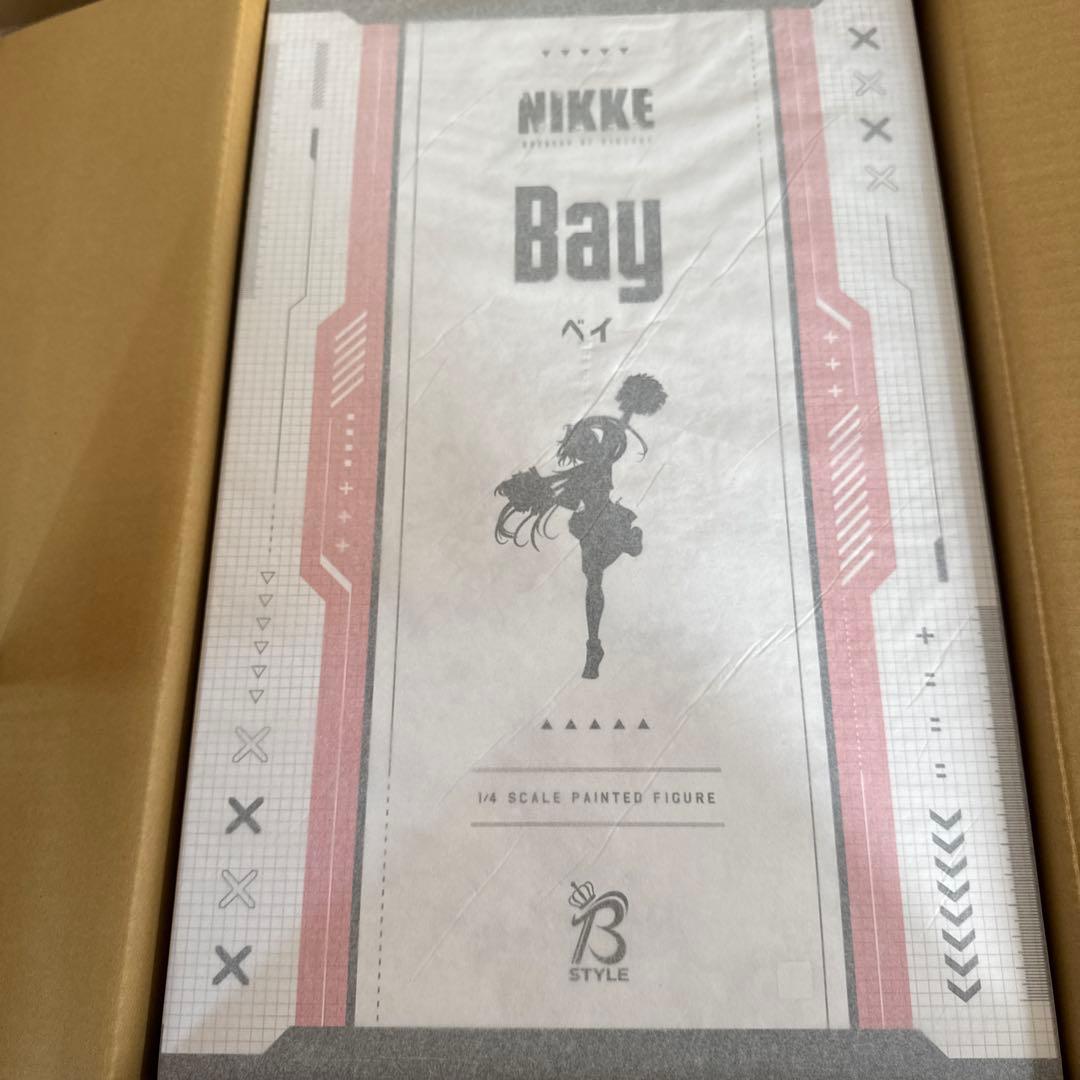 NIKKE
Bay
ベイ
1/4 SCALE PAINTED FIGURE
B
STYLE